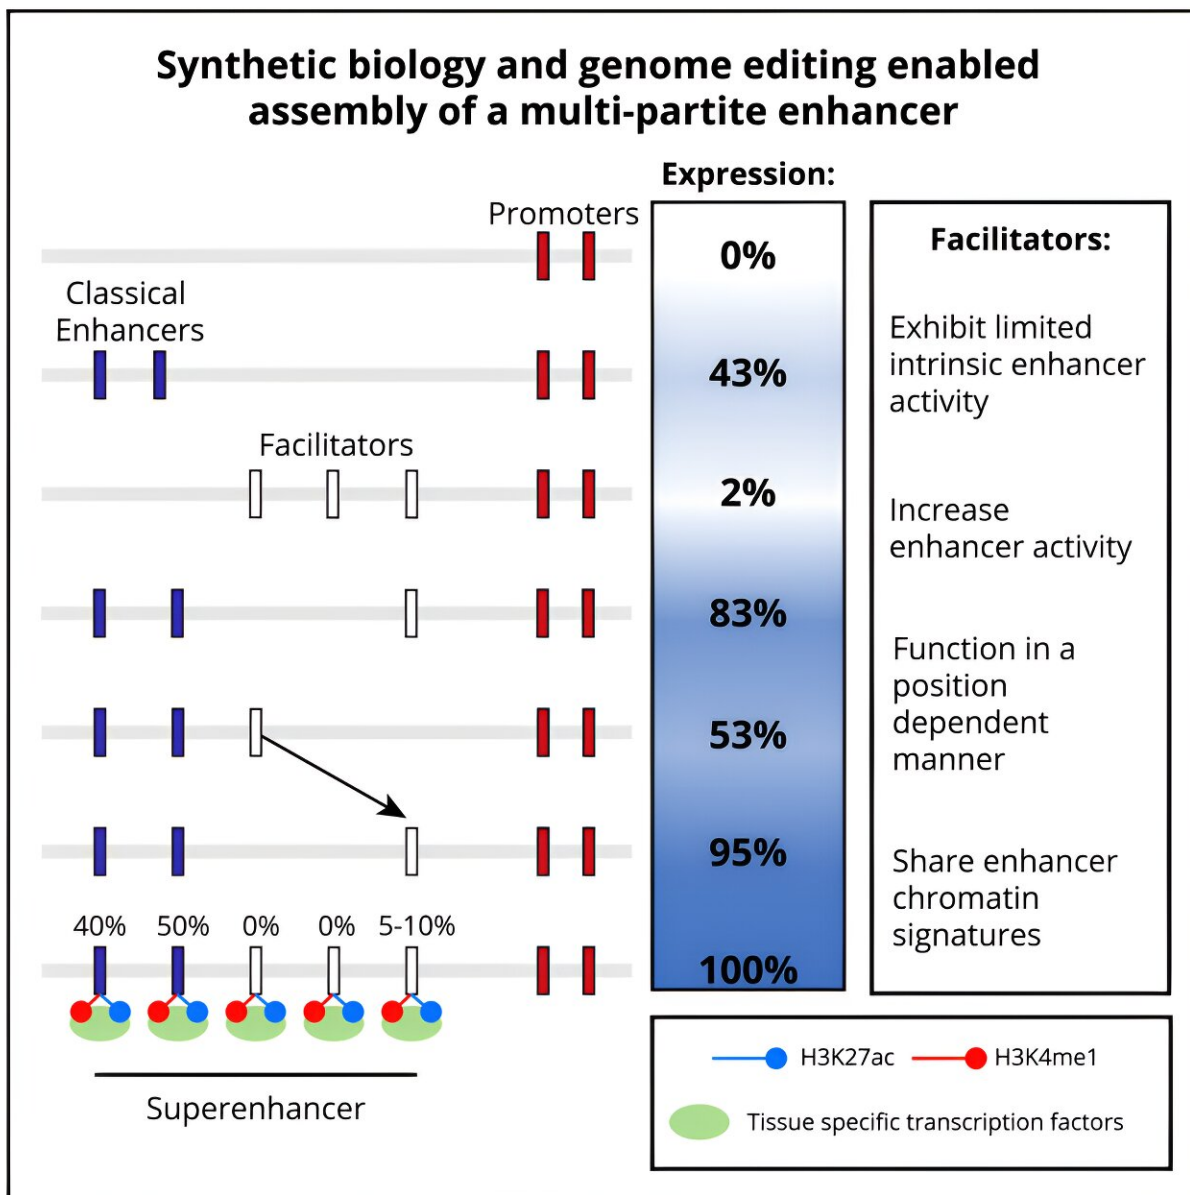 Synthetic biology and genome editing enabled
assembly of a multi-partite enhancer
Expression:
Promoters
0%
Classical
Enhancers
43%
Facilitators
2%
83%
53%
95%
40% 50% 0% 0% 5-10%
100%
Superenhancer
Facilitators:
Exhibit limited
intrinsic enhancer
activity
Increase
enhancer activity
Function in a
position
dependent
manner
Share enhancer
chromatin
signatures
H3K27ac H3K4me1
Tissue specific transcription factors